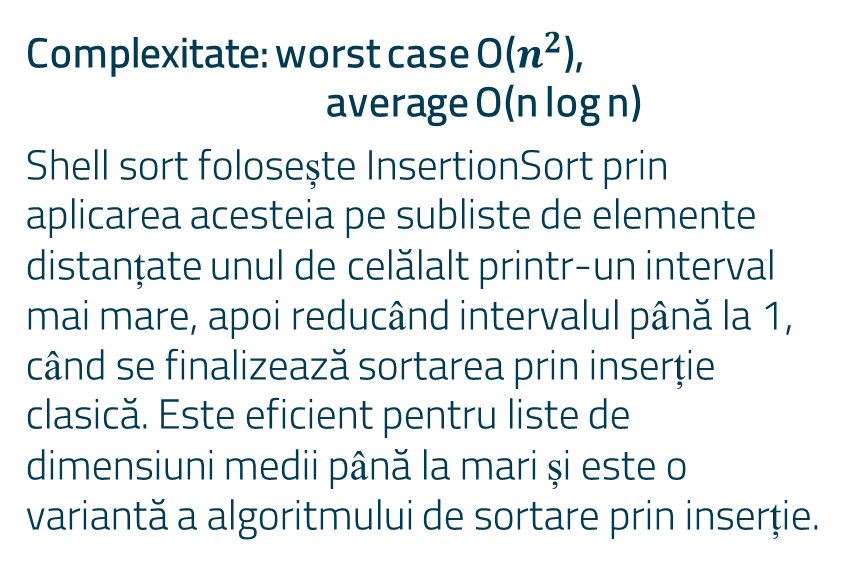 Complexitate: worst case O(n²),
average O(n log n)
Shell sort folosește InsertionSort prin
aplicarea acesteia pe subliste de elemente
distanțate unul de celălalt printr-un interval
mai mare, apoi reducând intervalul până la 1,
când se finalizează sortarea prin inserție
clasică. Este eficient pentru liste de
dimensiuni medii până la mari și este o
variantă a algoritmului de sortare prin inserție.